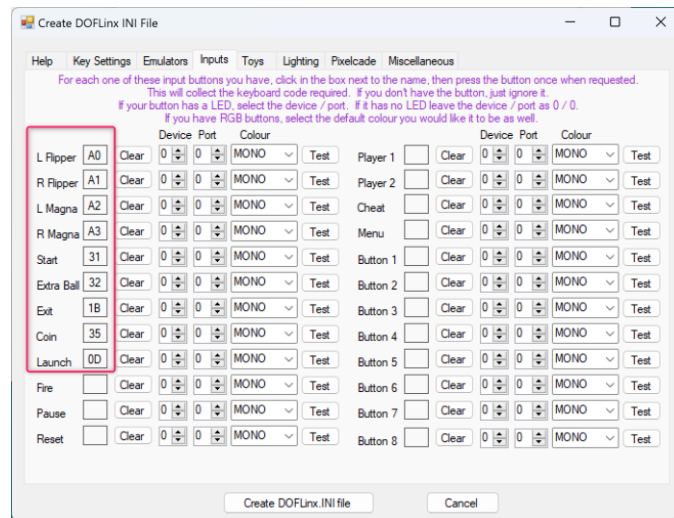 Create DOFLinx INI File
Help Key Settings Emulators Inputs Toys Lighting Pixelcade Miscellaneous
For each one of these input buttons you have, click in the box next to the name, then press the button once when requested.
This will collect the keyboard code required. If you don't have the button, just ignore it.
If your button has a LED, select the device / port. If it has no LED leave the device / port as 0 / 0.
If you have RGB buttons, select the default colour you would like it to be as well.
Device Port Colour Device Port Colour
L Flipper A0 Clear 0 0 MONO Test Player 1 Clear 0 0 MONO Test
R Flipper A1 Clear 0 0 MONO Test Player 2 Clear 0 0 MONO Test
L Magna A2 Clear 0 0 MONO Test Cheat Clear 0 0 MONO Test
R Magna A3 Clear 0 0 MONO Test Menu Clear 0 0 MONO Test
Start 31 Clear 0 0 MONO Test Button 1 Clear 0 0 MONO Test
Extra Ball 32 Clear 0 0 MONO Test Button 2 Clear 0 0 MONO Test
Exit 1B Clear 0 0 MONO Test Button 3 Clear 0 0 MONO Test
Coin 35 Clear 0 0 MONO Test Button 4 Clear 0 0 MONO Test
Launch 0D Clear 0 0 MONO Test Button 5 Clear 0 0 MONO Test
Fire Clear 0 0 MONO Test Button 6 Clear 0 0 MONO Test
Pause Clear 0 0 MONO Test Button 7 Clear 0 0 MONO Test
Reset Clear 0 0 MONO Test Button 8 Clear 0 0 MONO Test
Create DOFLinx.INI file Cancel